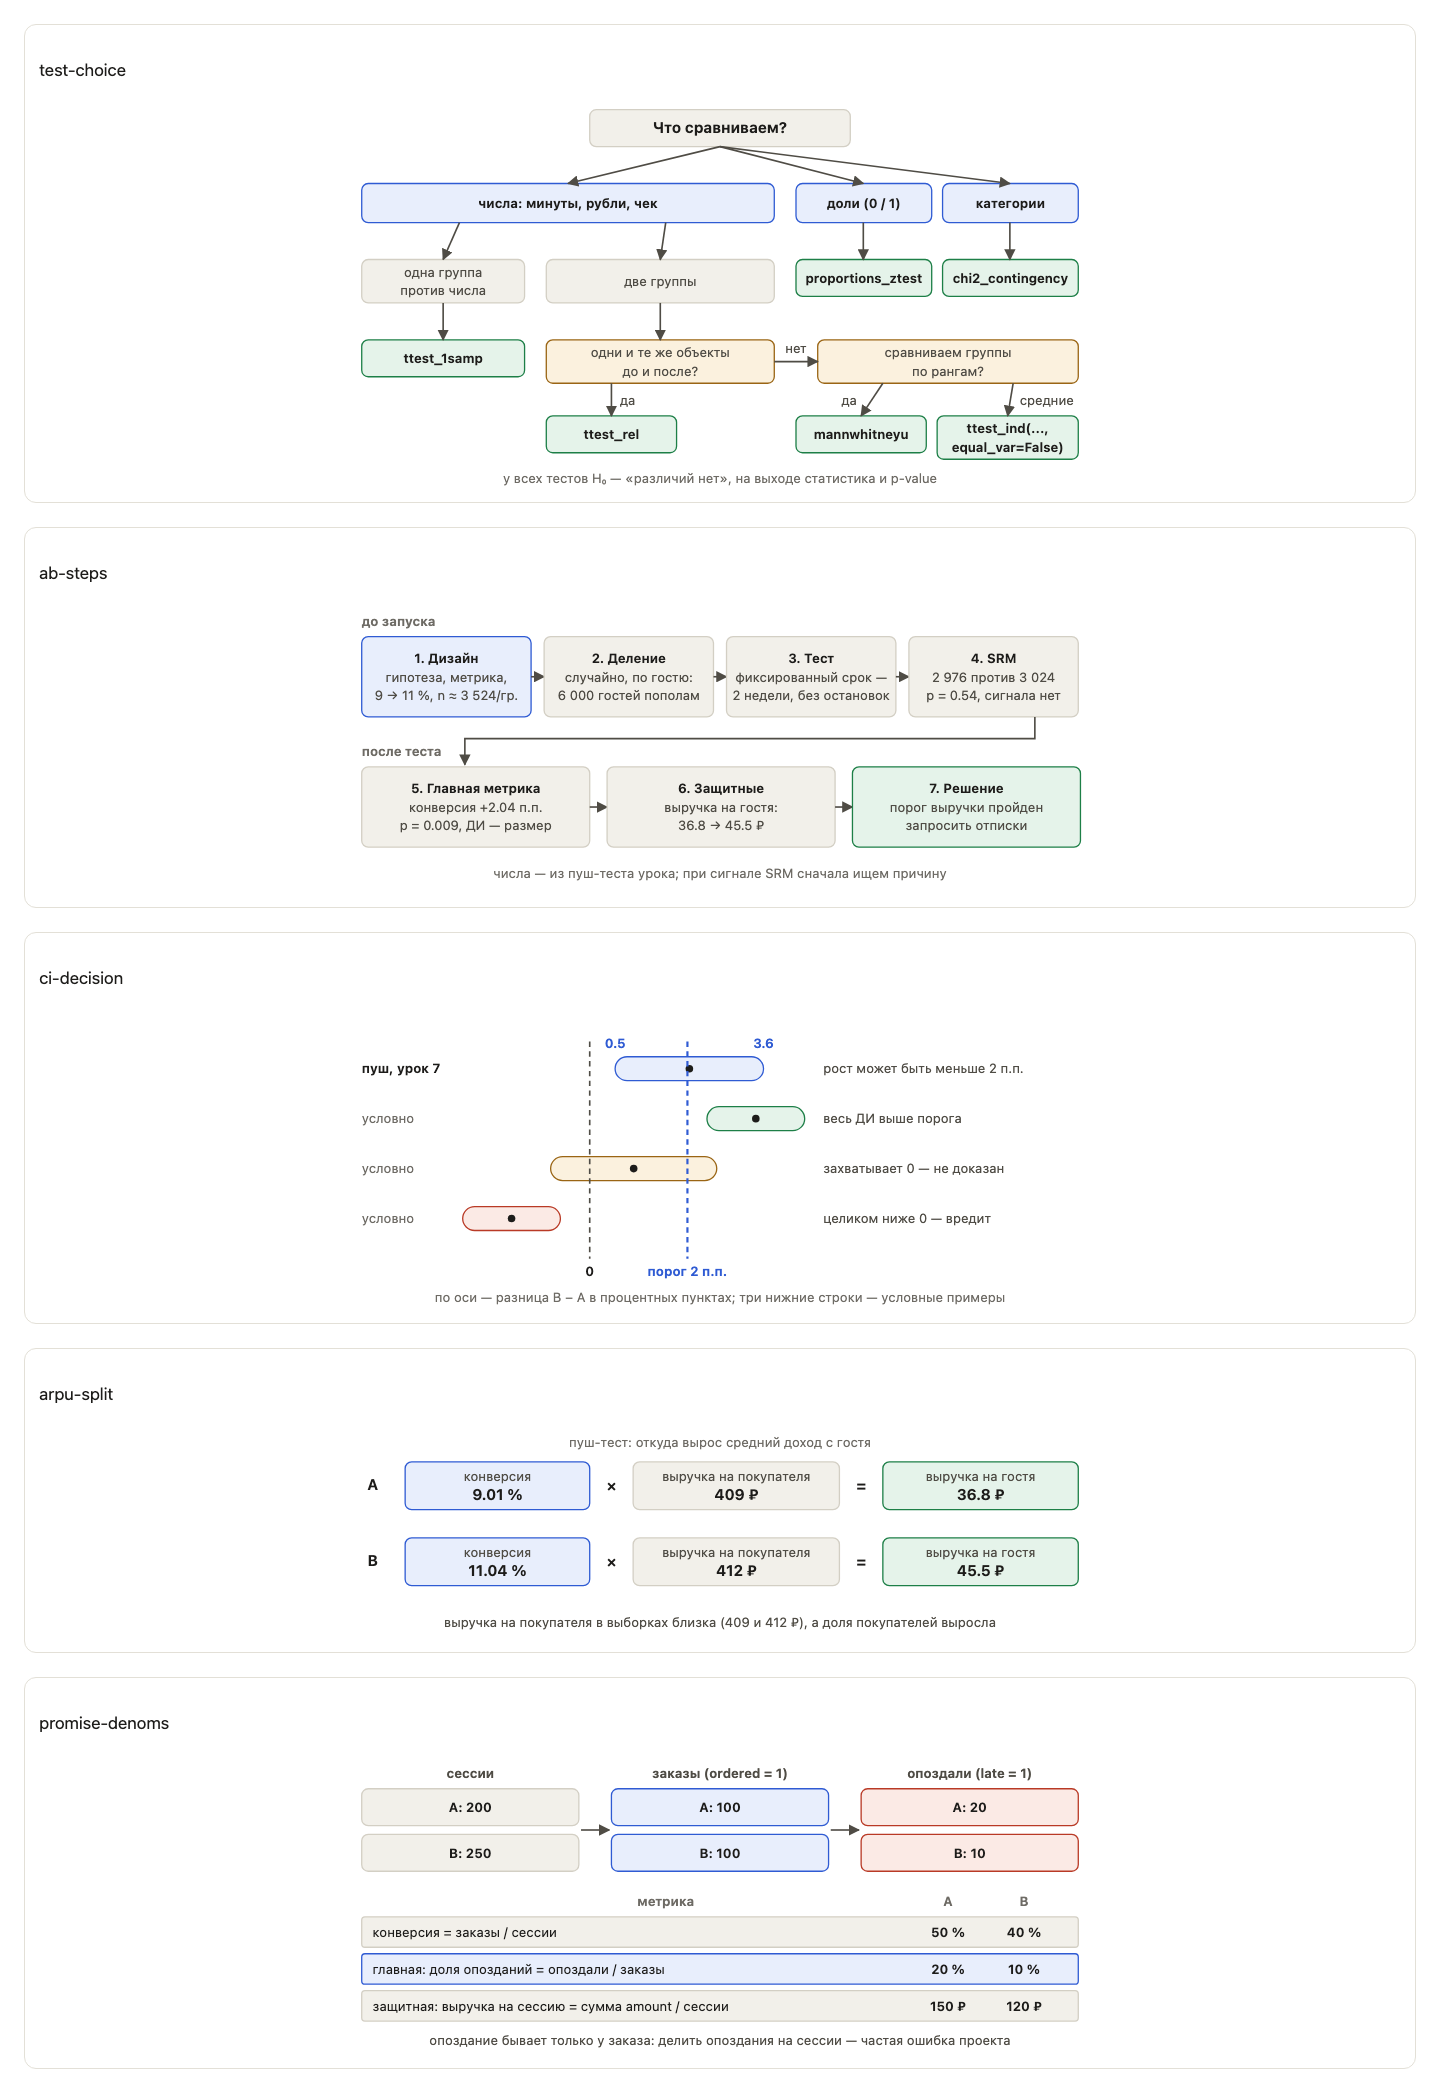 test-choice
Что сравниваем?
числа: минуты, рубли, чек
доли (0 / 1)
категории
одна группа
против числа
две группы
proportions_ztest
chi2_contingency
ttest_1samp
одни и те же объекты
до и после?
нет
сравниваем группы
по рангам?
да
да
средние
ttest_rel
mannwhitneyu
ttest_ind(...,
equal_var=False)
у всех тестов H₀ — «различий нет», на выходе статистика и p-value
ab-steps
до запуска
1. Дизайн
гипотеза, метрика,
9 → 11 %, n ≈ 3 524/гр.
2. Деление
случайно, по гостю:
6 000 гостей пополам
3. Тест
фиксированный срок —
2 недели, без остановок
4. SRM
2 976 против 3 024
p = 0.54, сигнала нет
после теста
5. Главная метрика
конверсия +2.04 п.п.
p = 0.009, ДИ — размер
6. Защитные
выручка на гостя:
36.8 → 45.5 ₽
7. Решение
порог выручки пройден
запросить отписки
числа — из пуш-теста урока; при сигнале SRM сначала ищем причину
ci-decision
0.5
3.6
пуш, урок 7
рост может быть меньше 2 п.п.
условно
весь ДИ выше порога
условно
захватывает 0 — не доказан
условно
целиком ниже 0 — вредит
0
порог 2 п.п.
по оси — разница B − A в процентных пунктах; три нижние строки — условные примеры
arpu-split
пуш-тест: откуда вырос средний доход с гостя
A
конверсия
9.01 %
×
выручка на покупателя
409 ₽
=
выручка на гостя
36.8 ₽
B
конверсия
11.04 %
×
выручка на покупателя
412 ₽
=
выручка на гостя
45.5 ₽
выручка на покупателя в выборках близка (409 и 412 ₽), а доля покупателей выросла
promise-denoms
сессии
заказы (ordered = 1)
опоздали (late = 1)
A: 200
A: 100
A: 20
B: 250
B: 100
B: 10
метрика
A
B
конверсия = заказы / сессии
50 %
40 %
главная: доля опозданий = опоздали / заказы
20 %
10 %
защитная: выручка на сессию = сумма amount / сессии
150 ₽
120 ₽
опоздание бывает только у заказа: делить опоздания на сессии — частая ошибка проекта